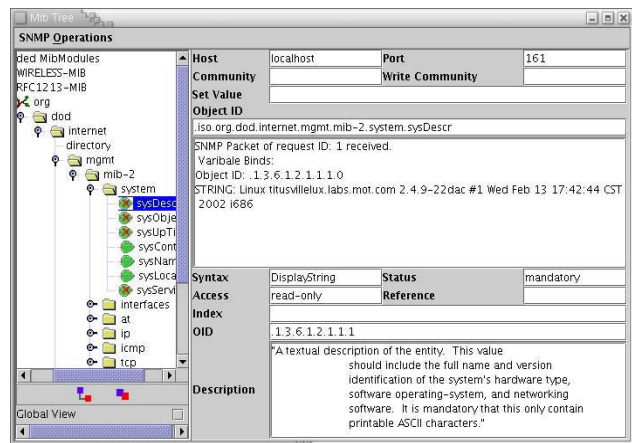 Mib Tree
SNMP Operations
ded MibModules
WIRELESS-MIB
RFC1213-MIB
org
dod
internet
directory
mgmt
mib-2
system
sysDesc
sysObje
sysUpTi
sysCont
sysNam
sysLoca
sysServi
interfaces
at
ip
icmp
tcp
Global View
Host localhost Port 161
Community Write Community
Set Value
Object ID
.iso.org.dod.internet.mgmt.mib-2.system.sysDescr
SNMP Packet of request ID: 1 received.
Varibale Binds:
Object ID: .1.3.6.1.2.1.1.1.0
STRING: Linux titusvillelux.labs.mot.com 2.4.9-22dac #1 Wed Feb 13 17:42:44 CST
2002 i686
Syntax DisplayString Status mandatory
Access read-only Reference
Index
OID .1.3.6.1.2.1.1.1
Description
"A textual description of the entity. This value
should include the full name and version
identification of the system's hardware type,
software operating-system, and networking
software. It is mandatory that this only contain
printable ASCII characters."